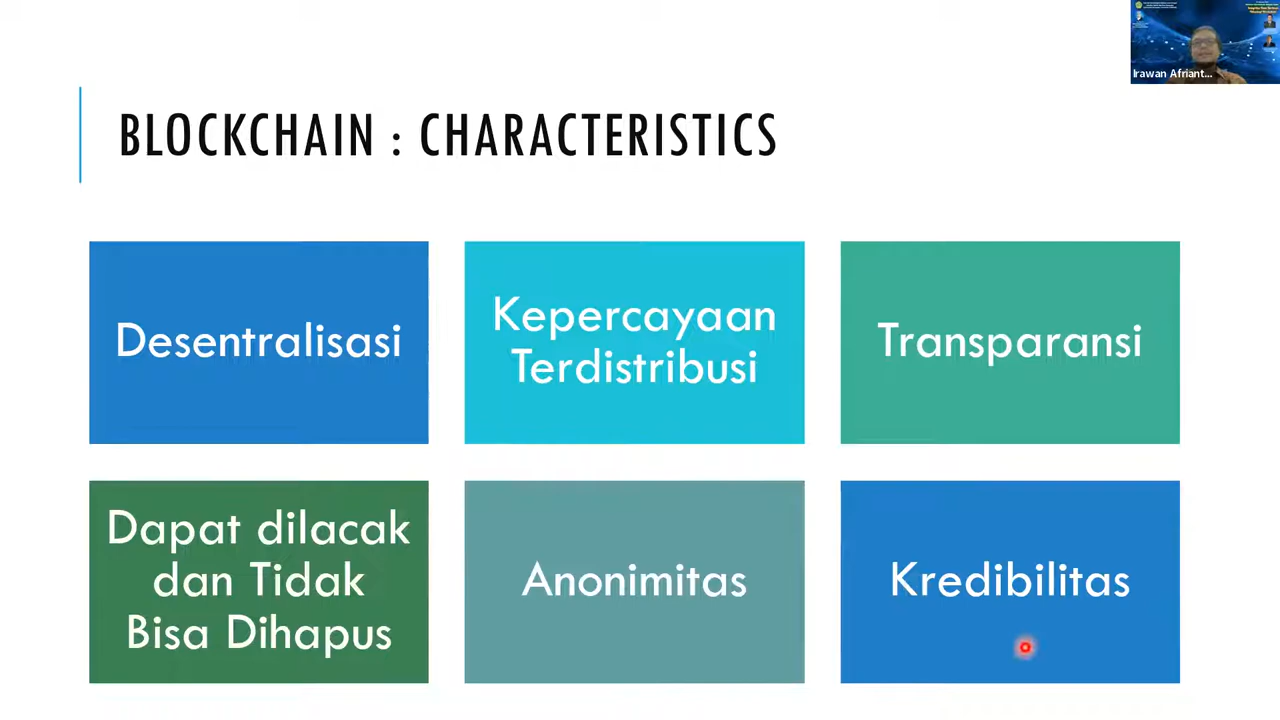 Irawan Afriant...
BLOCKCHAIN : CHARACTERISTICS
Desentralisasi
Kepercayaan
Terdistribusi
Transparansi
Dapat dilacak
dan Tidak
Bisa Dihapus
Anonimitas
Kredibilitas